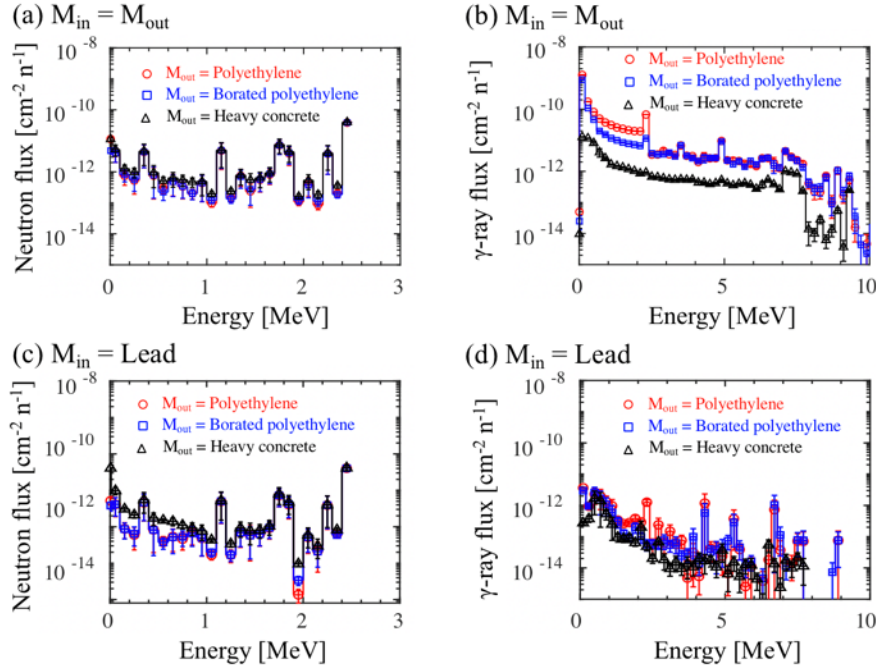 (a) M_in = M_out
Neutron flux [cm^-2 n^-1]
10^-8
10^-10
10^-12
10^-14
M_out = Polyethylene
M_out = Borated polyethylene
M_out = Heavy concrete
0 1 2 3
Energy [MeV]
(b) M_in = M_out
γ-ray flux [cm^-2 n^-1]
10^-8
10^-10
10^-12
10^-14
M_out = Polyethylene
M_out = Borated polyethylene
M_out = Heavy concrete
0 5 10
Energy [MeV]
(c) M_in = Lead
Neutron flux [cm^-2 n^-1]
10^-8
10^-10
10^-12
10^-14
M_out = Polyethylene
M_out = Borated polyethylene
M_out = Heavy concrete
0 1 2 3
Energy [MeV]
(d) M_in = Lead
γ-ray flux [cm^-2 n^-1]
10^-8
10^-10
10^-12
10^-14
M_out = Polyethylene
M_out = Borated polyethylene
M_out = Heavy concrete
0 5 10
Energy [MeV]